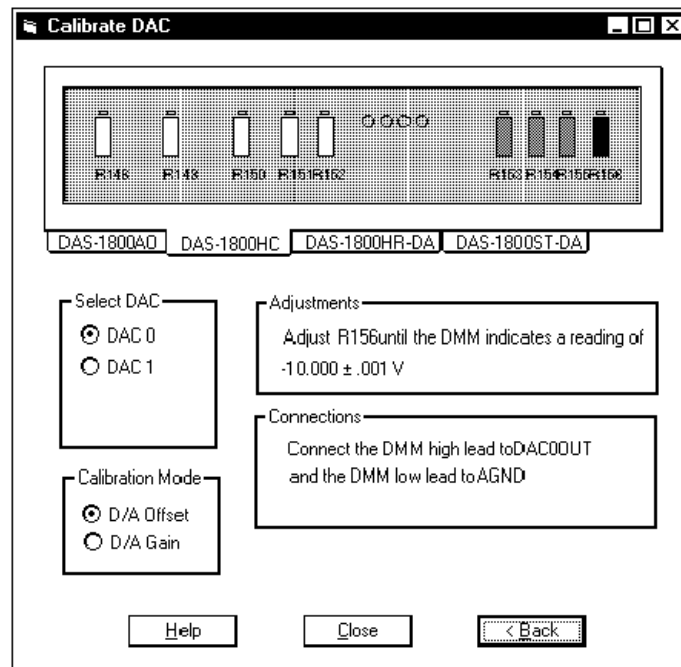 Calibrate DAC
R146 R148 R150 R151 R152 R153 R154 R155 R156
DAS-1800AO DAS-1800HC DAS-1800HR-DA DAS-1800ST-DA
Select DAC
DAC 0
DAC 1
Adjustments
Adjust R156until the DMM indicates a reading of
-10.000 ± .001 V
Connections
Connect the DMM high lead toDAC0OUT
and the DMM low lead toAGND
Calibration Mode
D/A Offset
D/A Gain
Help
Close
< Back